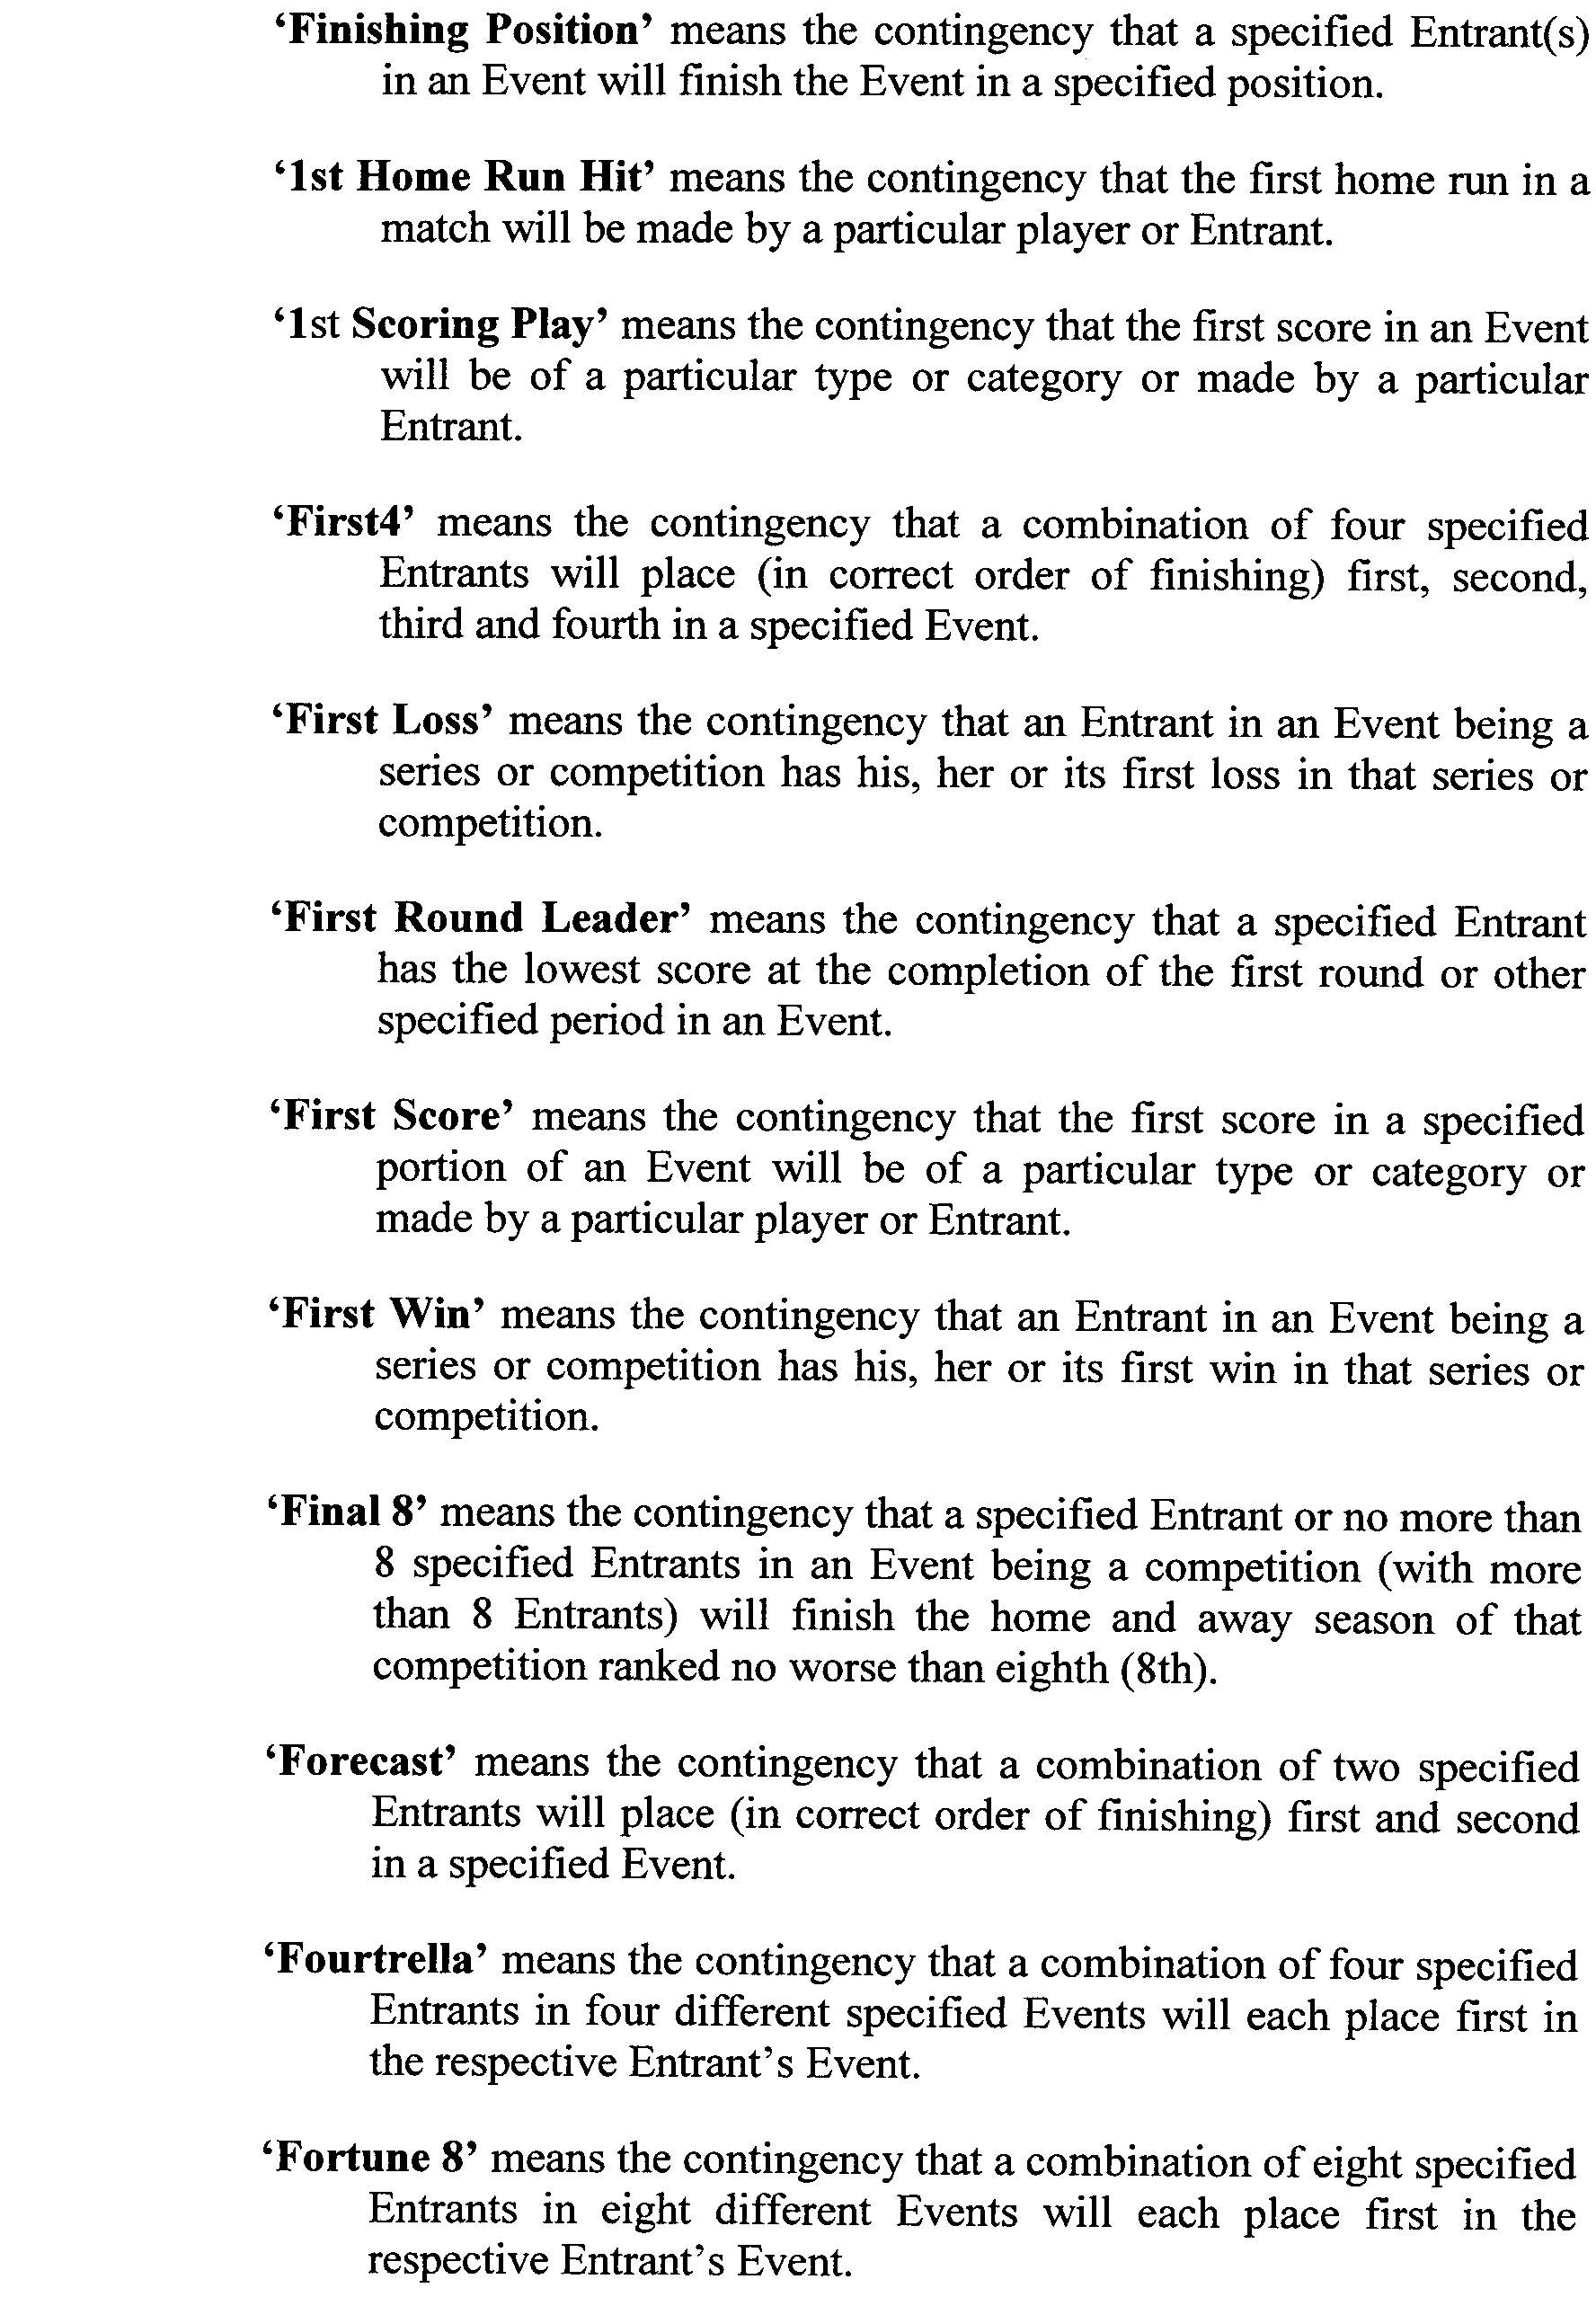 ‘Finishing Position’ means the contingency that a specified Entrant(s)
in an Event will finish the Event in a specified position.
‘1st Home Run Hit’ means the contingency that the first home run in a
match will be made by a particular player or Entrant.
‘1st Scoring Play’ means the contingency that the first score in an Event
will be of a particular type or category or made by a particular
Entrant.
‘First4’ means the contingency that a combination of four specified
Entrants will place (in correct order of finishing) first, second,
third and fourth in a specified Event.
‘First Loss’ means the contingency that an Entrant in an Event being a
series or competition has his, her or its first loss in that series or
competition.
‘First Round Leader’ means the contingency that a specified Entrant
has the lowest score at the completion of the first round or other
specified period in an Event.
‘First Score’ means the contingency that the first score in a specified
portion of an Event will be of a particular type or category or
made by a particular player or Entrant.
‘First Win’ means the contingency that an Entrant in an Event being a
series or competition has his, her or its first win in that series or
competition.
‘Final 8’ means the contingency that a specified Entrant or no more than
8 specified Entrants in an Event being a competition (with more
than 8 Entrants) will finish the home and away season of that
competition ranked no worse than eighth (8th).
‘Forecast’ means the contingency that a combination of two specified
Entrants will place (in correct order of finishing) first and second
in a specified Event.
‘Fourtrella’ means the contingency that a combination of four specified
Entrants in four different specified Events will each place first in
the respective Entrant’s Event.
‘Fortune 8’ means the contingency that a combination of eight specified
Entrants in eight different Events will each place first in the
respective Entrant’s Event.